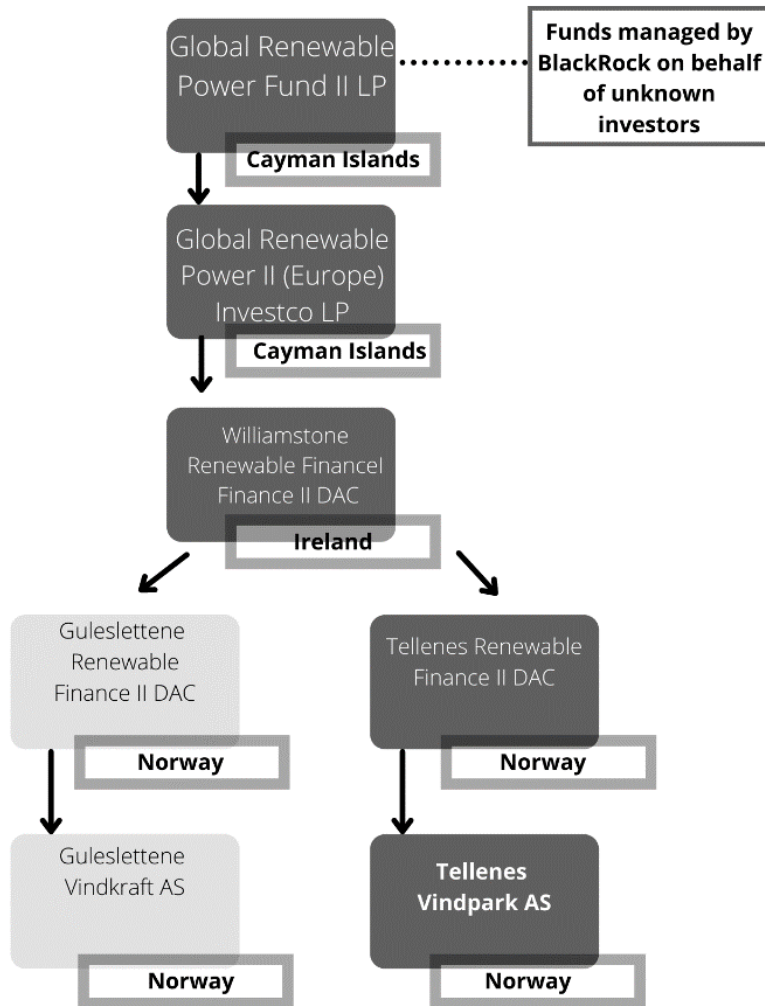 Global Renewable
Power Fund II LP
Funds managed by
BlackRock on behalf
of unknown
investors
Cayman Islands
Global Renewable
Power II (Europe)
Investco LP
Cayman Islands
Williamstone
Renewable FinanceI
Finance II DAC
Ireland
Guleslettene
Renewable
Finance II DAC
Norway
Tellenes Renewable
Finance II DAC
Norway
Guleslettene
Vindkraft AS
Norway
Tellenes
Vindpark AS
Norway